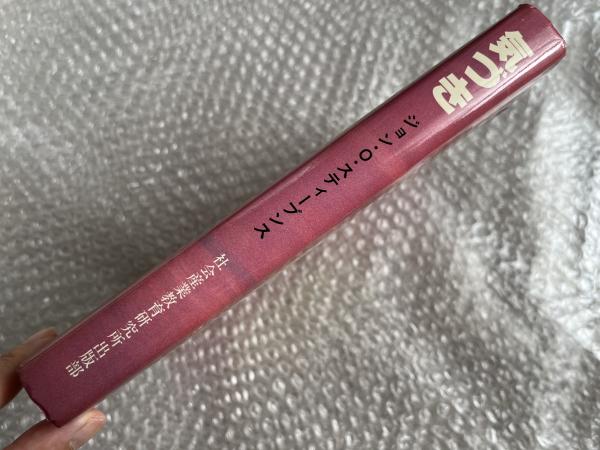 気づき
ジョン・O・スティーブンス
社会産業教育研究所出版部